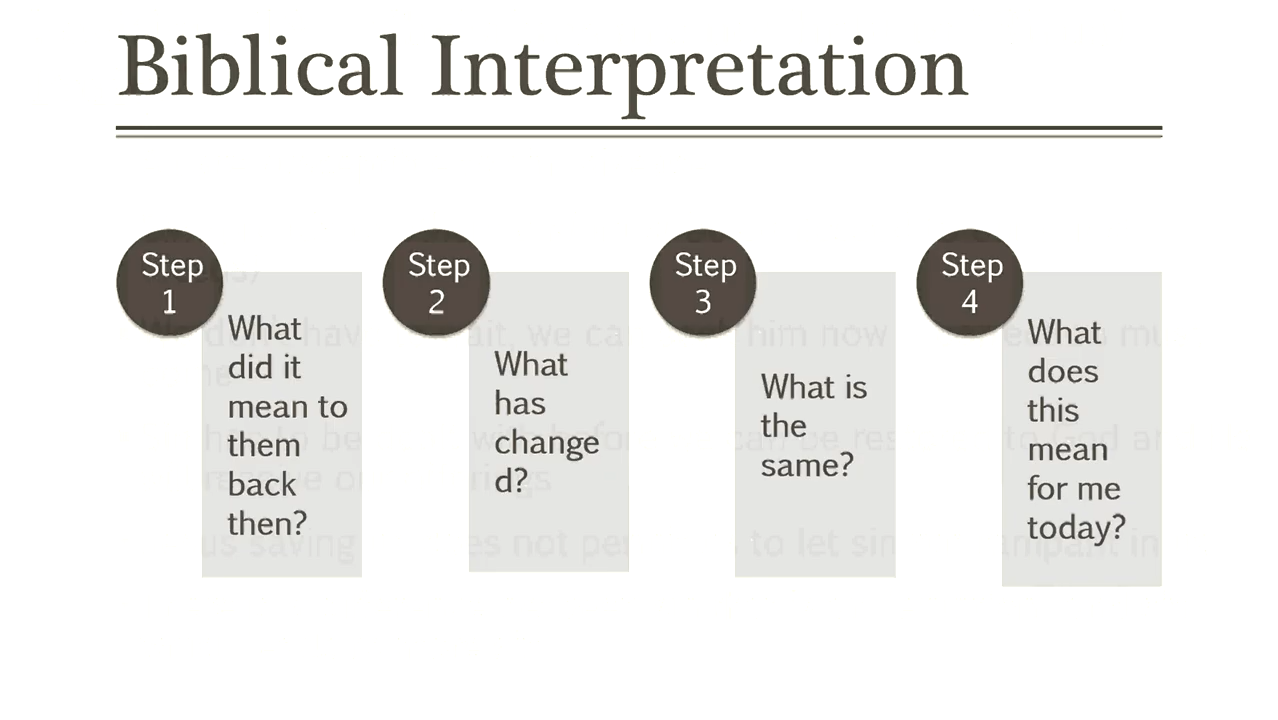 Biblical Interpretation
Step
1
What
did it
mean to
them
back
then?
Step
2
What
has
change
d?
Step
3
What is
the
same?
Step
4
What
does
this
mean
for me
today?